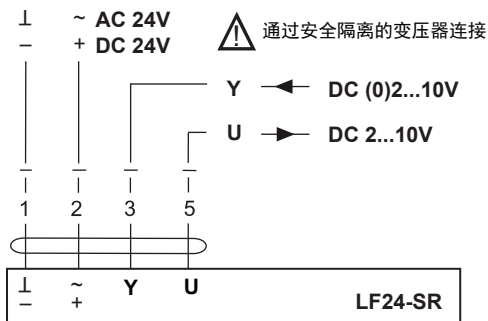 ⊥ ~ AC 24V
– + DC 24V
通过安全隔离的变压器连接
Y DC (0)2...10V
U DC 2...10V
1 2 3 5
⊥ ~ Y U
– +
LF24-SR